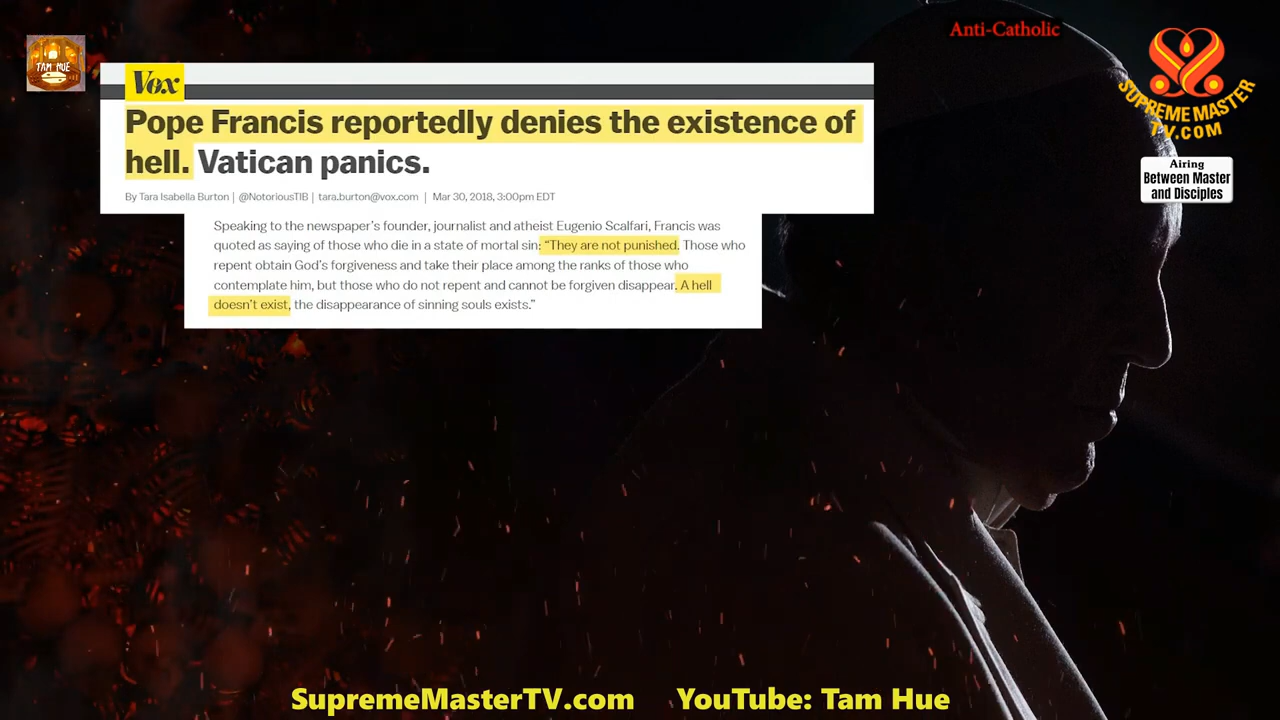 Anti-Catholic
TAM HUE
SUPREME MASTER
TV.COM
Airing
Between Master
and Disciples
Vox
Pope Francis reportedly denies the existence of
hell. Vatican panics.
By Tara Isabella Burton | @NotoriousTIB | tara.burton@vox.com | Mar 30, 2018, 3:00pm EDT
Speaking to the newspaper's founder, journalist and atheist Eugenio Scalfari, Francis was
quoted as saying of those who die in a state of mortal sin: “They are not punished. Those who
repent obtain God's forgiveness and take their place among the ranks of those who
contemplate him, but those who do not repent and cannot be forgiven disappear. A hell
doesn't exist, the disappearance of sinning souls exists.”
SupremeMasterTV.com YouTube: Tam Hue